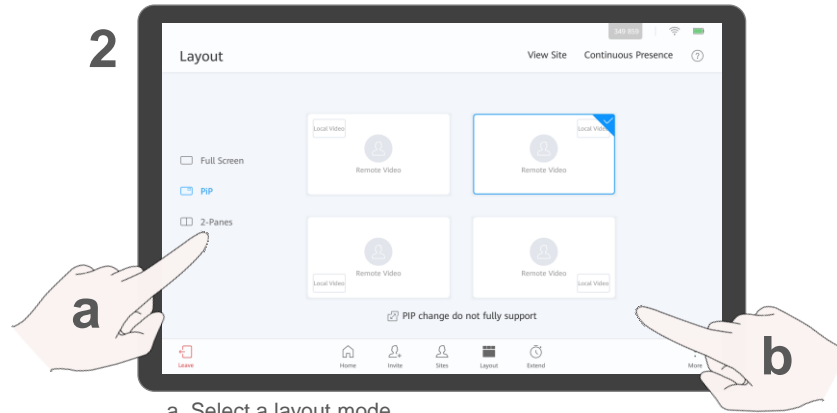 2
349 859
Layout
View Site
Continuous Presence
?
Local Video
Remote Video
Local Video
Remote Video
Full Screen
PiP
2-Panes
Remote Video
Local Video
Remote Video
Local Video
PIP change do not fully support
a
b
Leave
Home
Invite
Sites
Layout
Extend
More
a. Select a layout mode